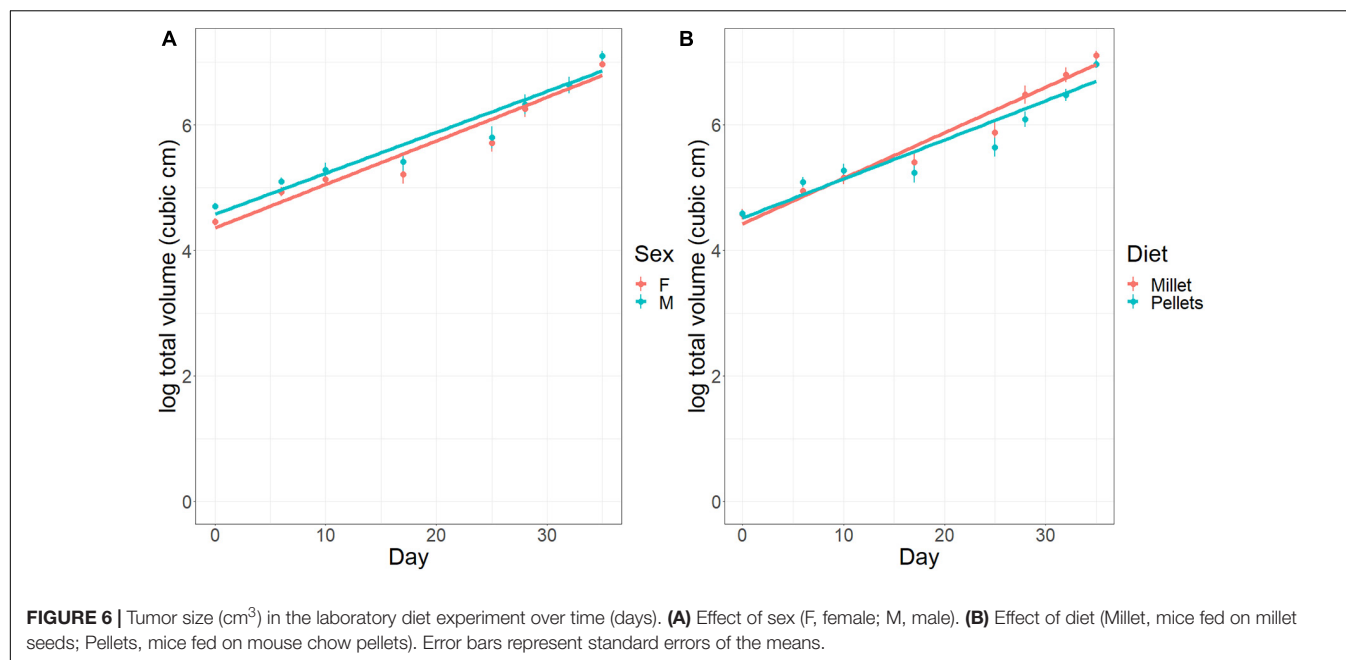 A
log total volume (cubic cm)
6
4
2
0
0 10 20 30
Day
Sex
F
M
B
log total volume (cubic cm)
6
4
2
0
0 10 20 30
Day
Diet
Millet
Pellets
FIGURE 6 | Tumor size (cm³) in the laboratory diet experiment over time (days). (A) Effect of sex (F, female; M, male). (B) Effect of diet (Millet, mice fed on millet
seeds; Pellets, mice fed on mouse chow pellets). Error bars represent standard errors of the means.